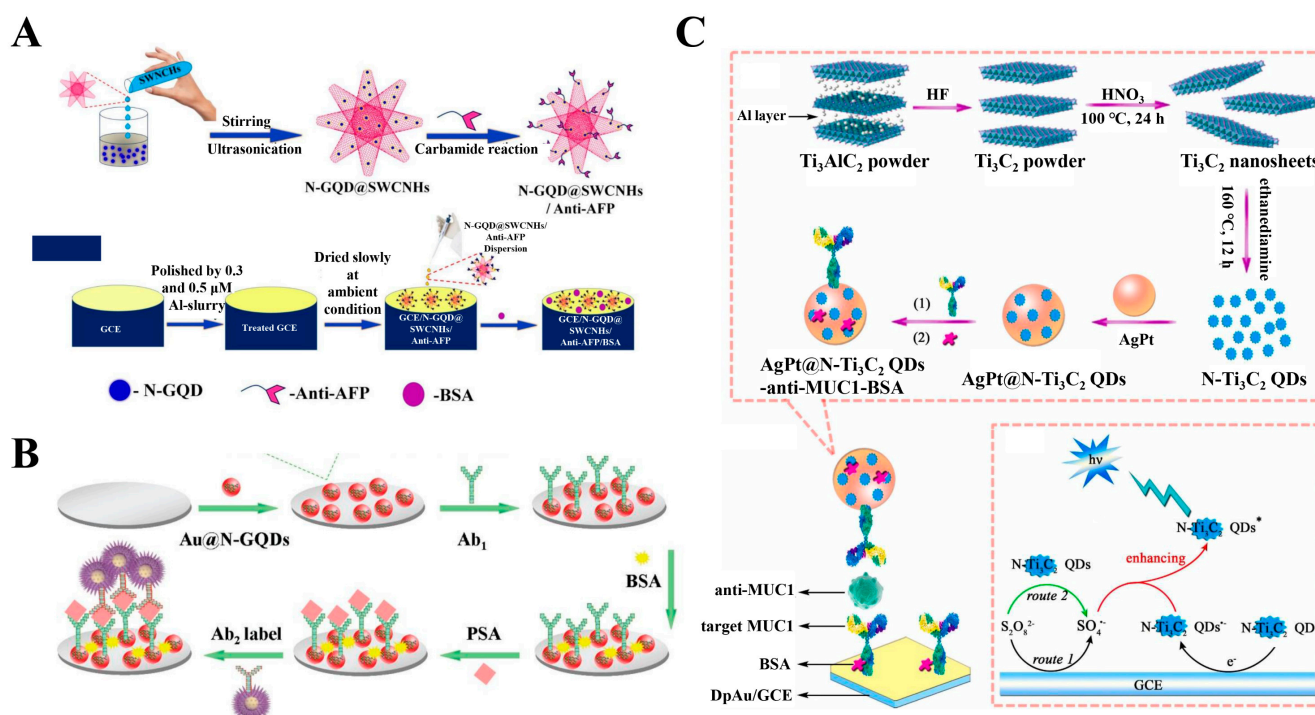 A
SWNCHs
Stirring
Ultrasonication
Carbamide reaction
N-GQD@SWCNHs
N-GQD@SWCNHs
/ Anti-AFP
N-GQD@SWCNHs/
Anti-AFP
Dispersion
Polished by 0.3
and 0.5 μM
Al-slurry
Dried slowly
at
ambient
condition
GCE
Treated GCE
GCE/N-GQD@
SWCNHs/
Anti-AFP
GCE/N-GQD@
SWCNHs/
Anti-AFP/BSA
- N-GQD
-Anti-AFP
-BSA
B
Au@N-GQDs
Ab₁
BSA
PSA
Ab₂ label
C
Al layer
HF
HNO₃
100 °C, 24 h
Ti₃AlC₂ powder
Ti₃C₂ powder
Ti₃C₂ nanosheets
ethanediamine
160 °C, 12 h
(1)
(2)
AgPt
AgPt@N-Ti₃C₂ QDs
-anti-MUC1-BSA
AgPt@N-Ti₃C₂ QDs
N-Ti₃C₂ QDs
anti-MUC1
target MUC1
BSA
DpAu/GCE
hν
N-Ti₃C₂ QDs*
enhancing
N-Ti₃C₂ QDs
route 2
S₂O₈²⁻
SO₄•⁻
N-Ti₃C₂ QDs•⁻
N-Ti₃C₂ QD
route 1
e⁻
GCE